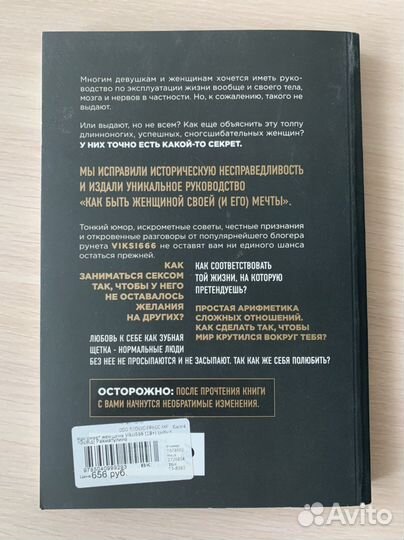 Многим девушкам и женщинам хочется иметь руко-
водство по эксплуатации жизни вообще и своего тела,
мозга и нервов в частности. Но, к сожалению, такого не
выдают.
Или выдают, но не всем? Как еще объяснить эту толпу
длинноногих, успешных, сногсшибательных женщин?
У НИХ ТОЧНО ЕСТЬ КАКОЙ-ТО СЕКРЕТ.
МЫ ИСПРАВИЛИ ИСТОРИЧЕСКУЮ НЕСПРАВЕДЛИВОСТЬ
И ИЗДАЛИ УНИКАЛЬНОЕ РУКОВОДСТВО
«КАК БЫТЬ ЖЕНЩИНОЙ СВОЕЙ (И ЕГО) МЕЧТЫ».
Тонкий юмор, искрометные советы, честные признания
и откровенные разговоры от популярнейшего блогера
рунета VIKSI666 не оставят вам ни единого шанса
остаться прежней.
КАК
ЗАНИМАТЬСЯ СЕКСОМ
ТАК, ЧТОБЫ У НЕГО
НЕ ОСТАВАЛОСЬ
ЖЕЛАНИЯ
НА ДРУГИХ?
КАК СООТВЕТСТВОВАТЬ
ТОЙ ЖИЗНИ, НА КОТОРУЮ
ПРЕТЕНДУЕШЬ?
ПРОСТАЯ АРИФМЕТИКА
СЛОЖНЫХ ОТНОШЕНИЙ.
КАК СДЕЛАТЬ ТАК, ЧТОБЫ
МИР КРУТИЛСЯ ВОКРУГ ТЕБЯ?
ЛЮБОВЬ К СЕБЕ КАК ЗУБНАЯ
ЩЕТКА - НОРМАЛЬНЫЕ ЛЮДИ
БЕЗ НЕЕ НЕ ПРОСЫПАЮТСЯ И НЕ ЗАСЫПАЮТ. ТАК КАК ЖЕ СЕБЯ ПОЛЮБИТЬ?
ОСТОРОЖНО: ПОСЛЕ ПРОЧТЕНИЯ КНИГИ
С ВАМИ НАЧНУТСЯ НЕОБРАТИМЫЕ ИЗМЕНЕНИЯ.
656 руб.
Avito